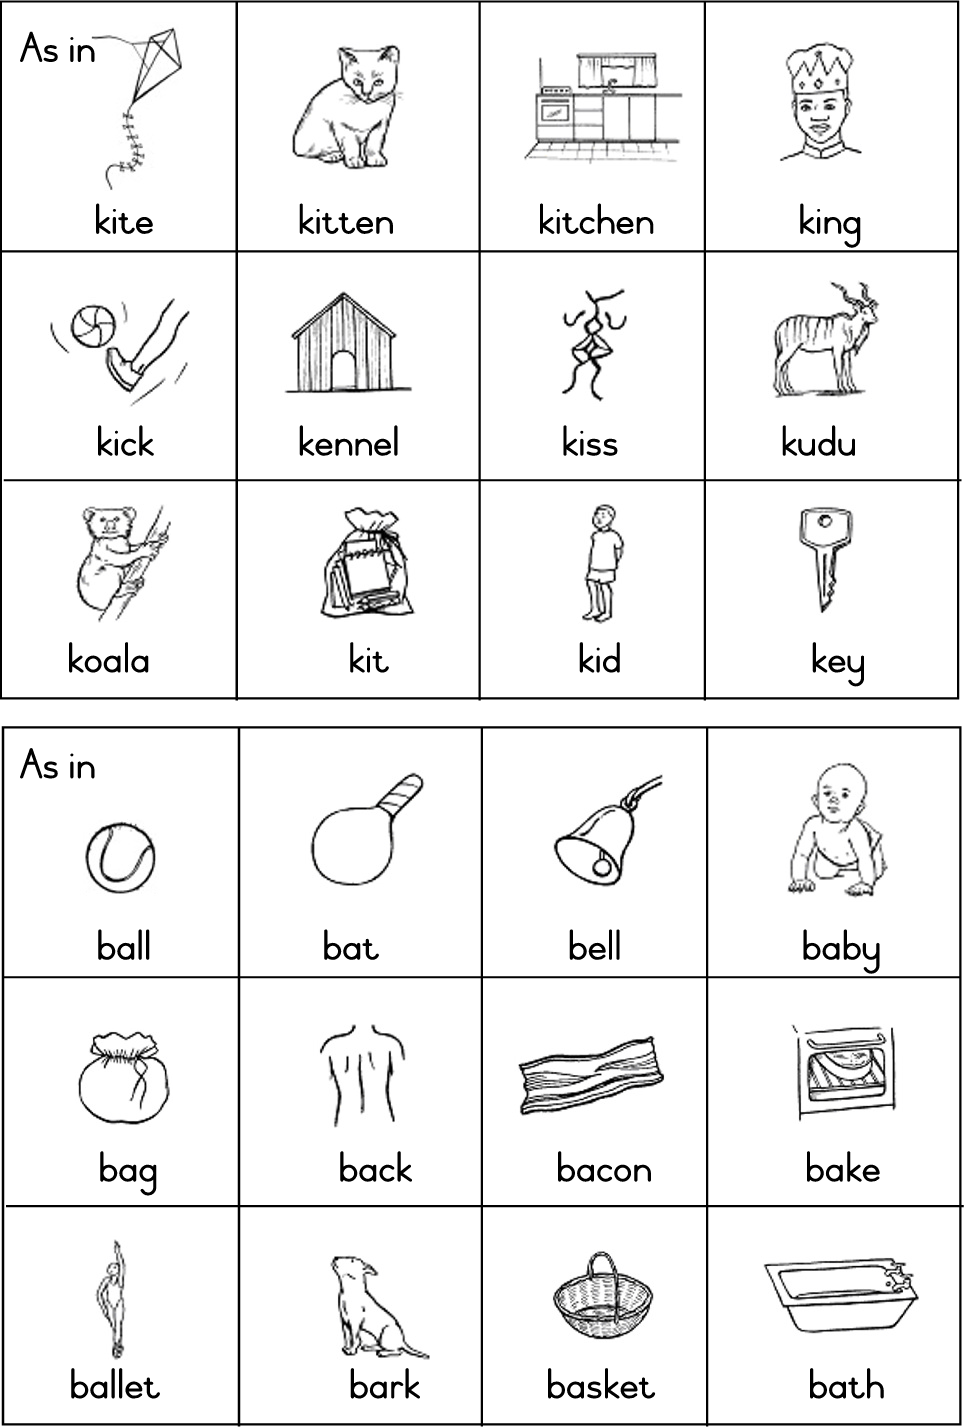 As in
kite kitten kitchen king
kick kennel kiss kudu
koala kit kid key
As in
ball bat bell baby
bag back bacon bake
ballet bark basket bath